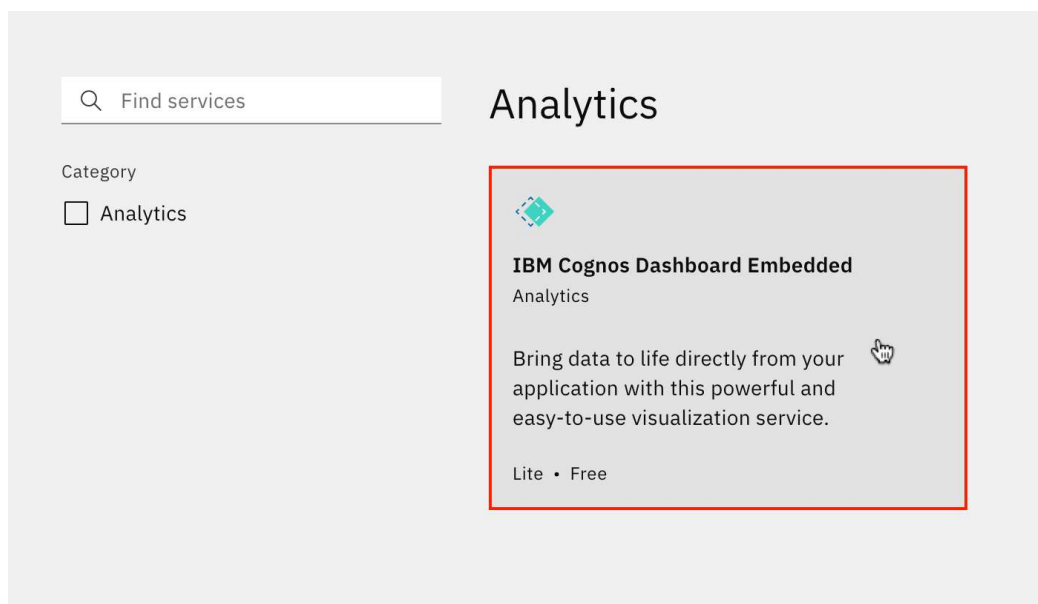 Find services
Category
Analytics
Analytics
IBM Cognos Dashboard Embedded
Analytics
Bring data to life directly from your
application with this powerful and
easy-to-use visualization service.
Lite • Free